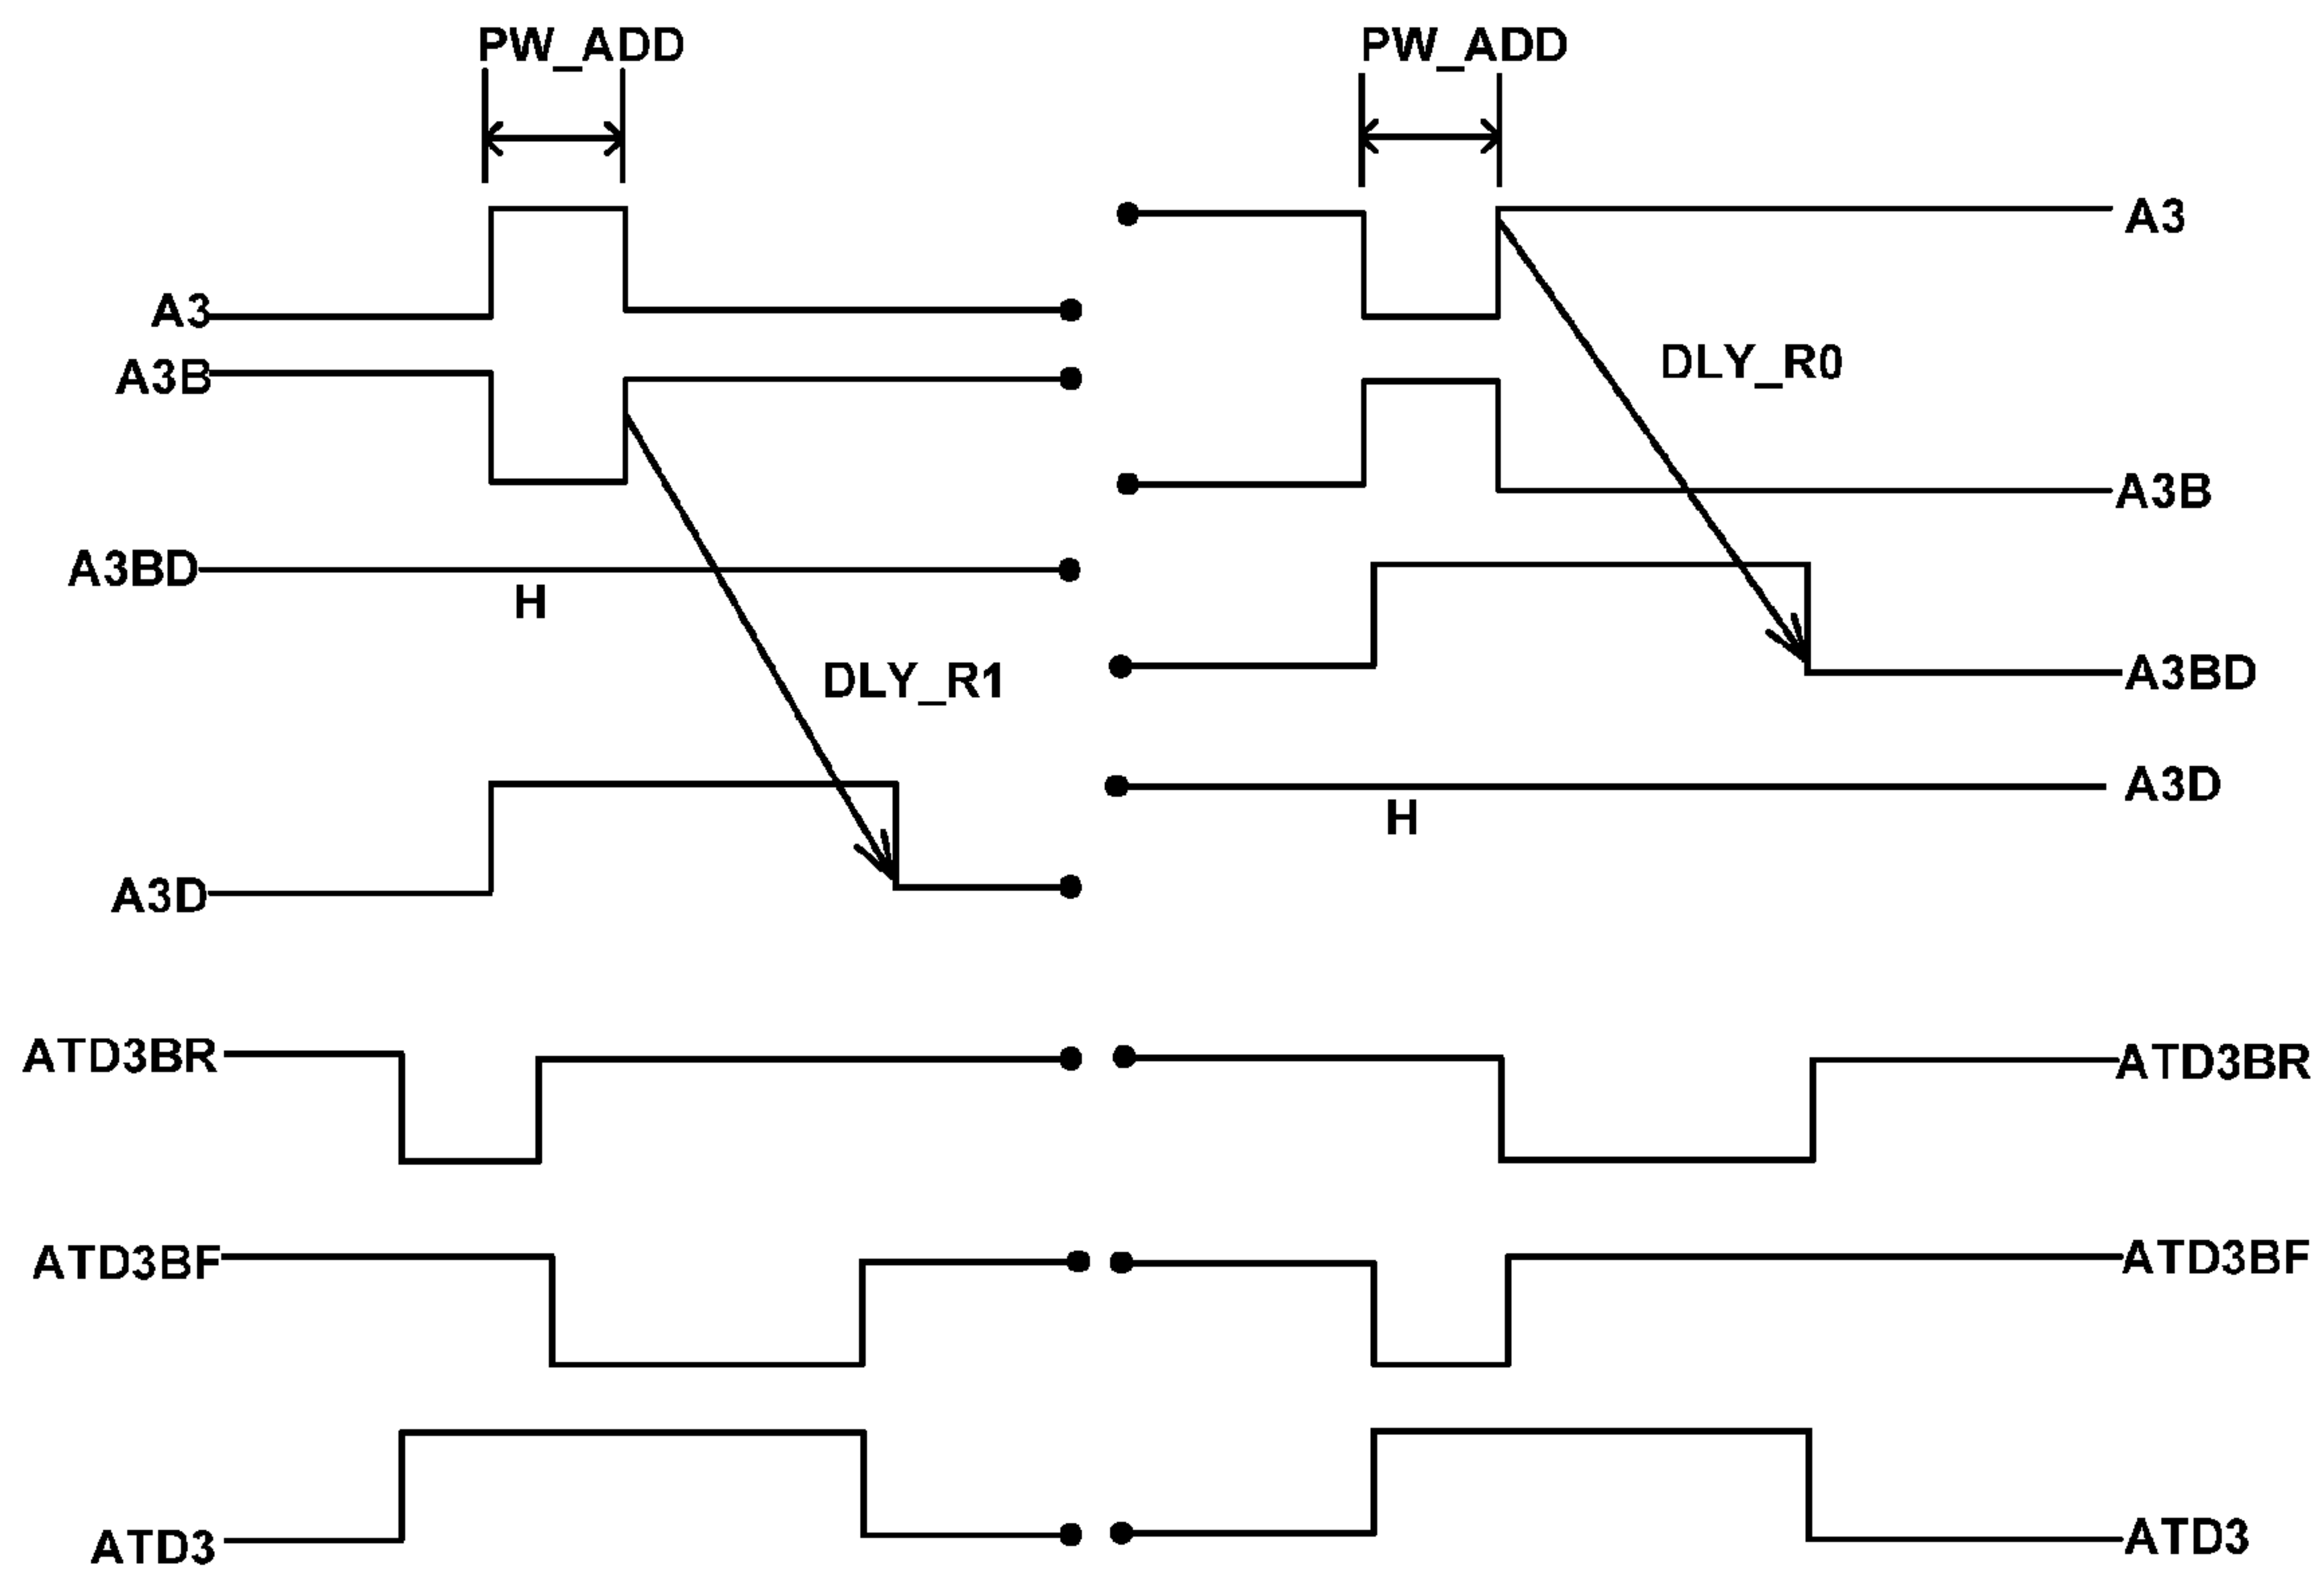 PW_ADD PW_ADD
A3
A3
A3B
DLY_R0
A3B
A3BD
H
DLY_R1
A3BD
A3D
H
A3D
ATD3BR ATD3BR
ATD3BF ATD3BF
ATD3 ATD3